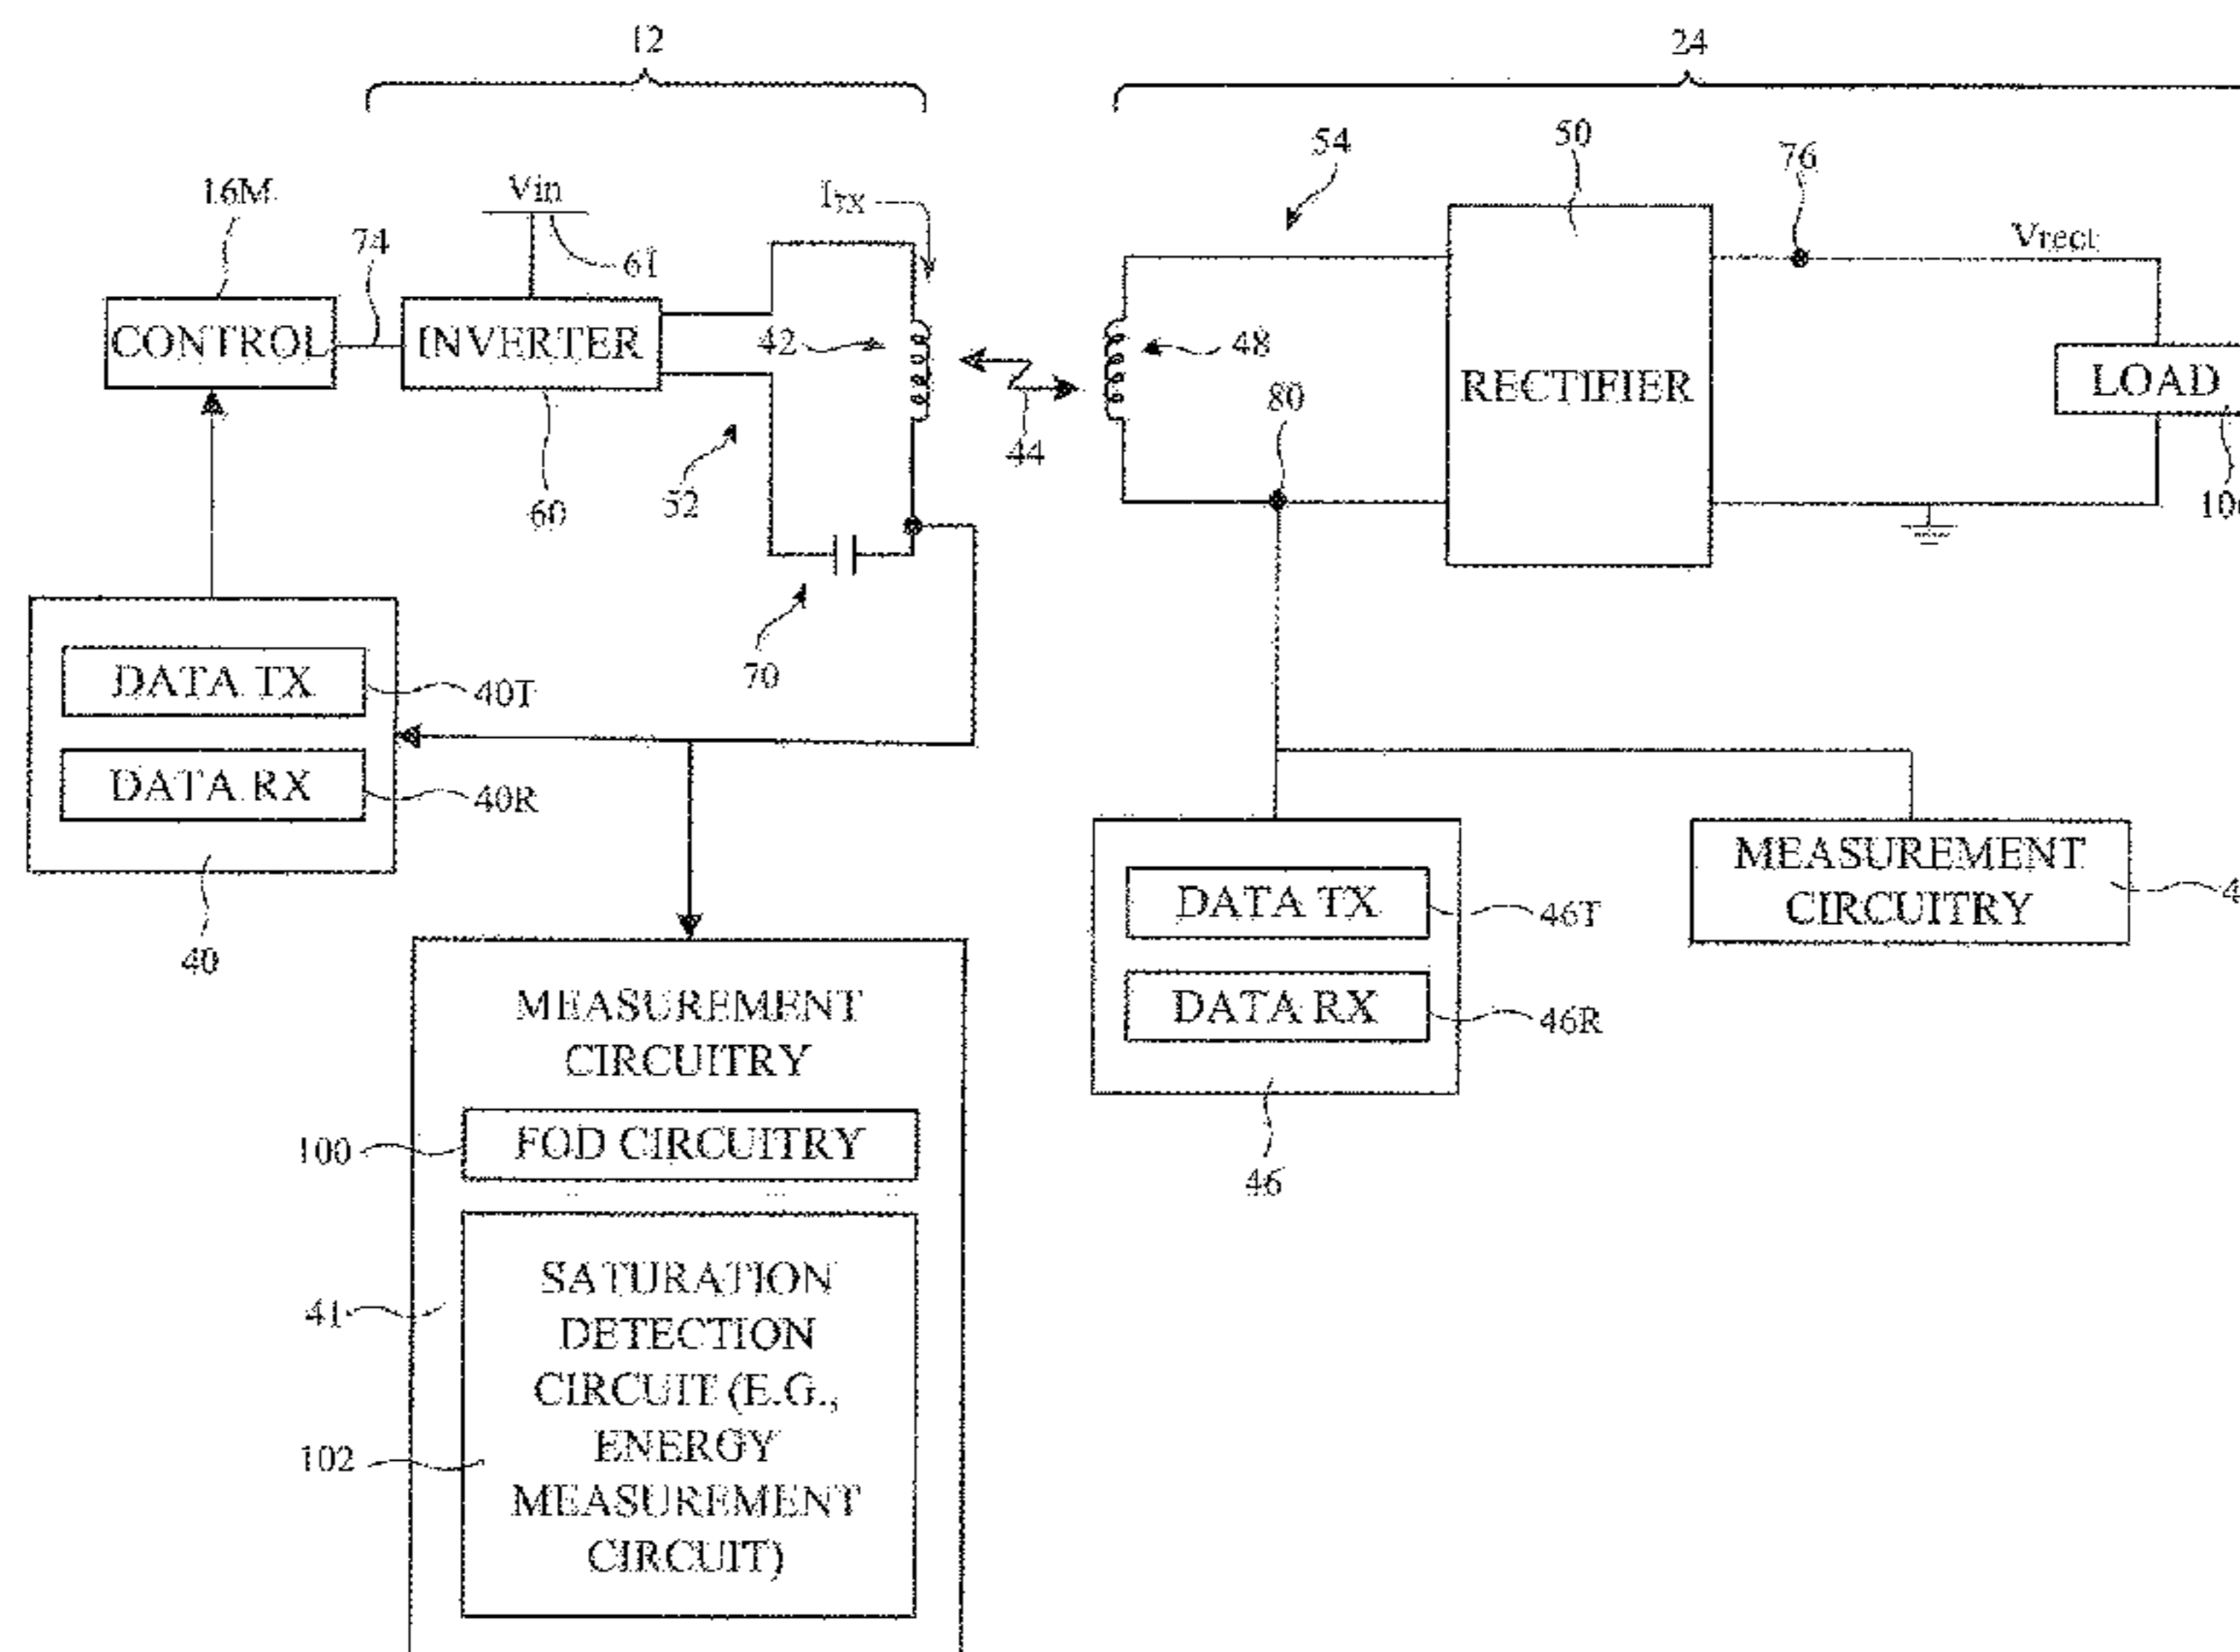 12
24
16M
74
Vin
61
ITX
54
50
76
Vrect
CONTROL
INVERTER
42
48
RECTIFIER
LOAD
60
52
44
80
70
DATA TX
40T
DATA RX
40R
40
MEASUREMENT
CIRCUITRY
DATA TX
46T
DATA RX
46R
46
MEASUREMENT
CIRCUITRY
100
FOD CIRCUITRY
41
SATURATION
DETECTION
CIRCUIT (E.G.,
ENERGY
MEASUREMENT
CIRCUIT)
102